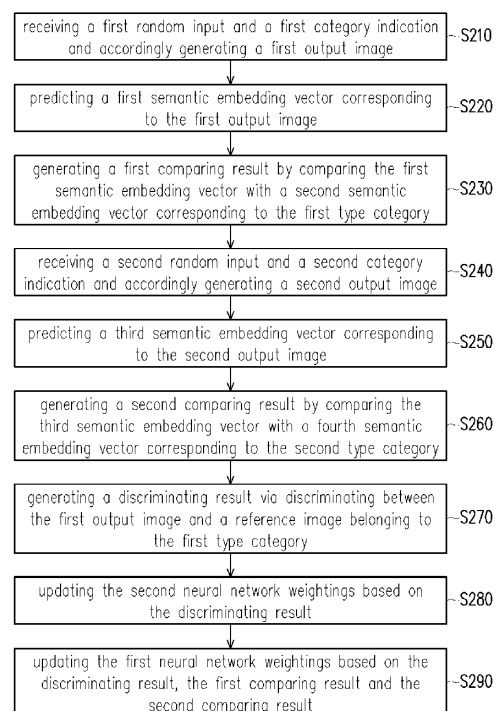 receiving a first random input and a first category indication
and accordingly generating a first output image
S210
predicting a first semantic embedding vector corresponding
to the first output image
S220
generating a first comparing result by comparing the first
semantic embedding vector with a second semantic
embedding vector corresponding to the first type category
S230
receiving a second random input and a second category
indication and accordingly generating a second output image
S240
predicting a third semantic embedding vector corresponding
to the second output image
S250
generating a second comparing result by comparing the
third semantic embedding vector with a fourth semantic
embedding vector corresponding to the second type category
S260
generating a discriminating result via discriminating between
the first output image and a reference image belonging to
the first type category
S270
updating the second neural network weightings based on
the discriminating result
S280
updating the first neural network weightings based on the
discriminating result, the first comparing result and the
second comparing result
S290